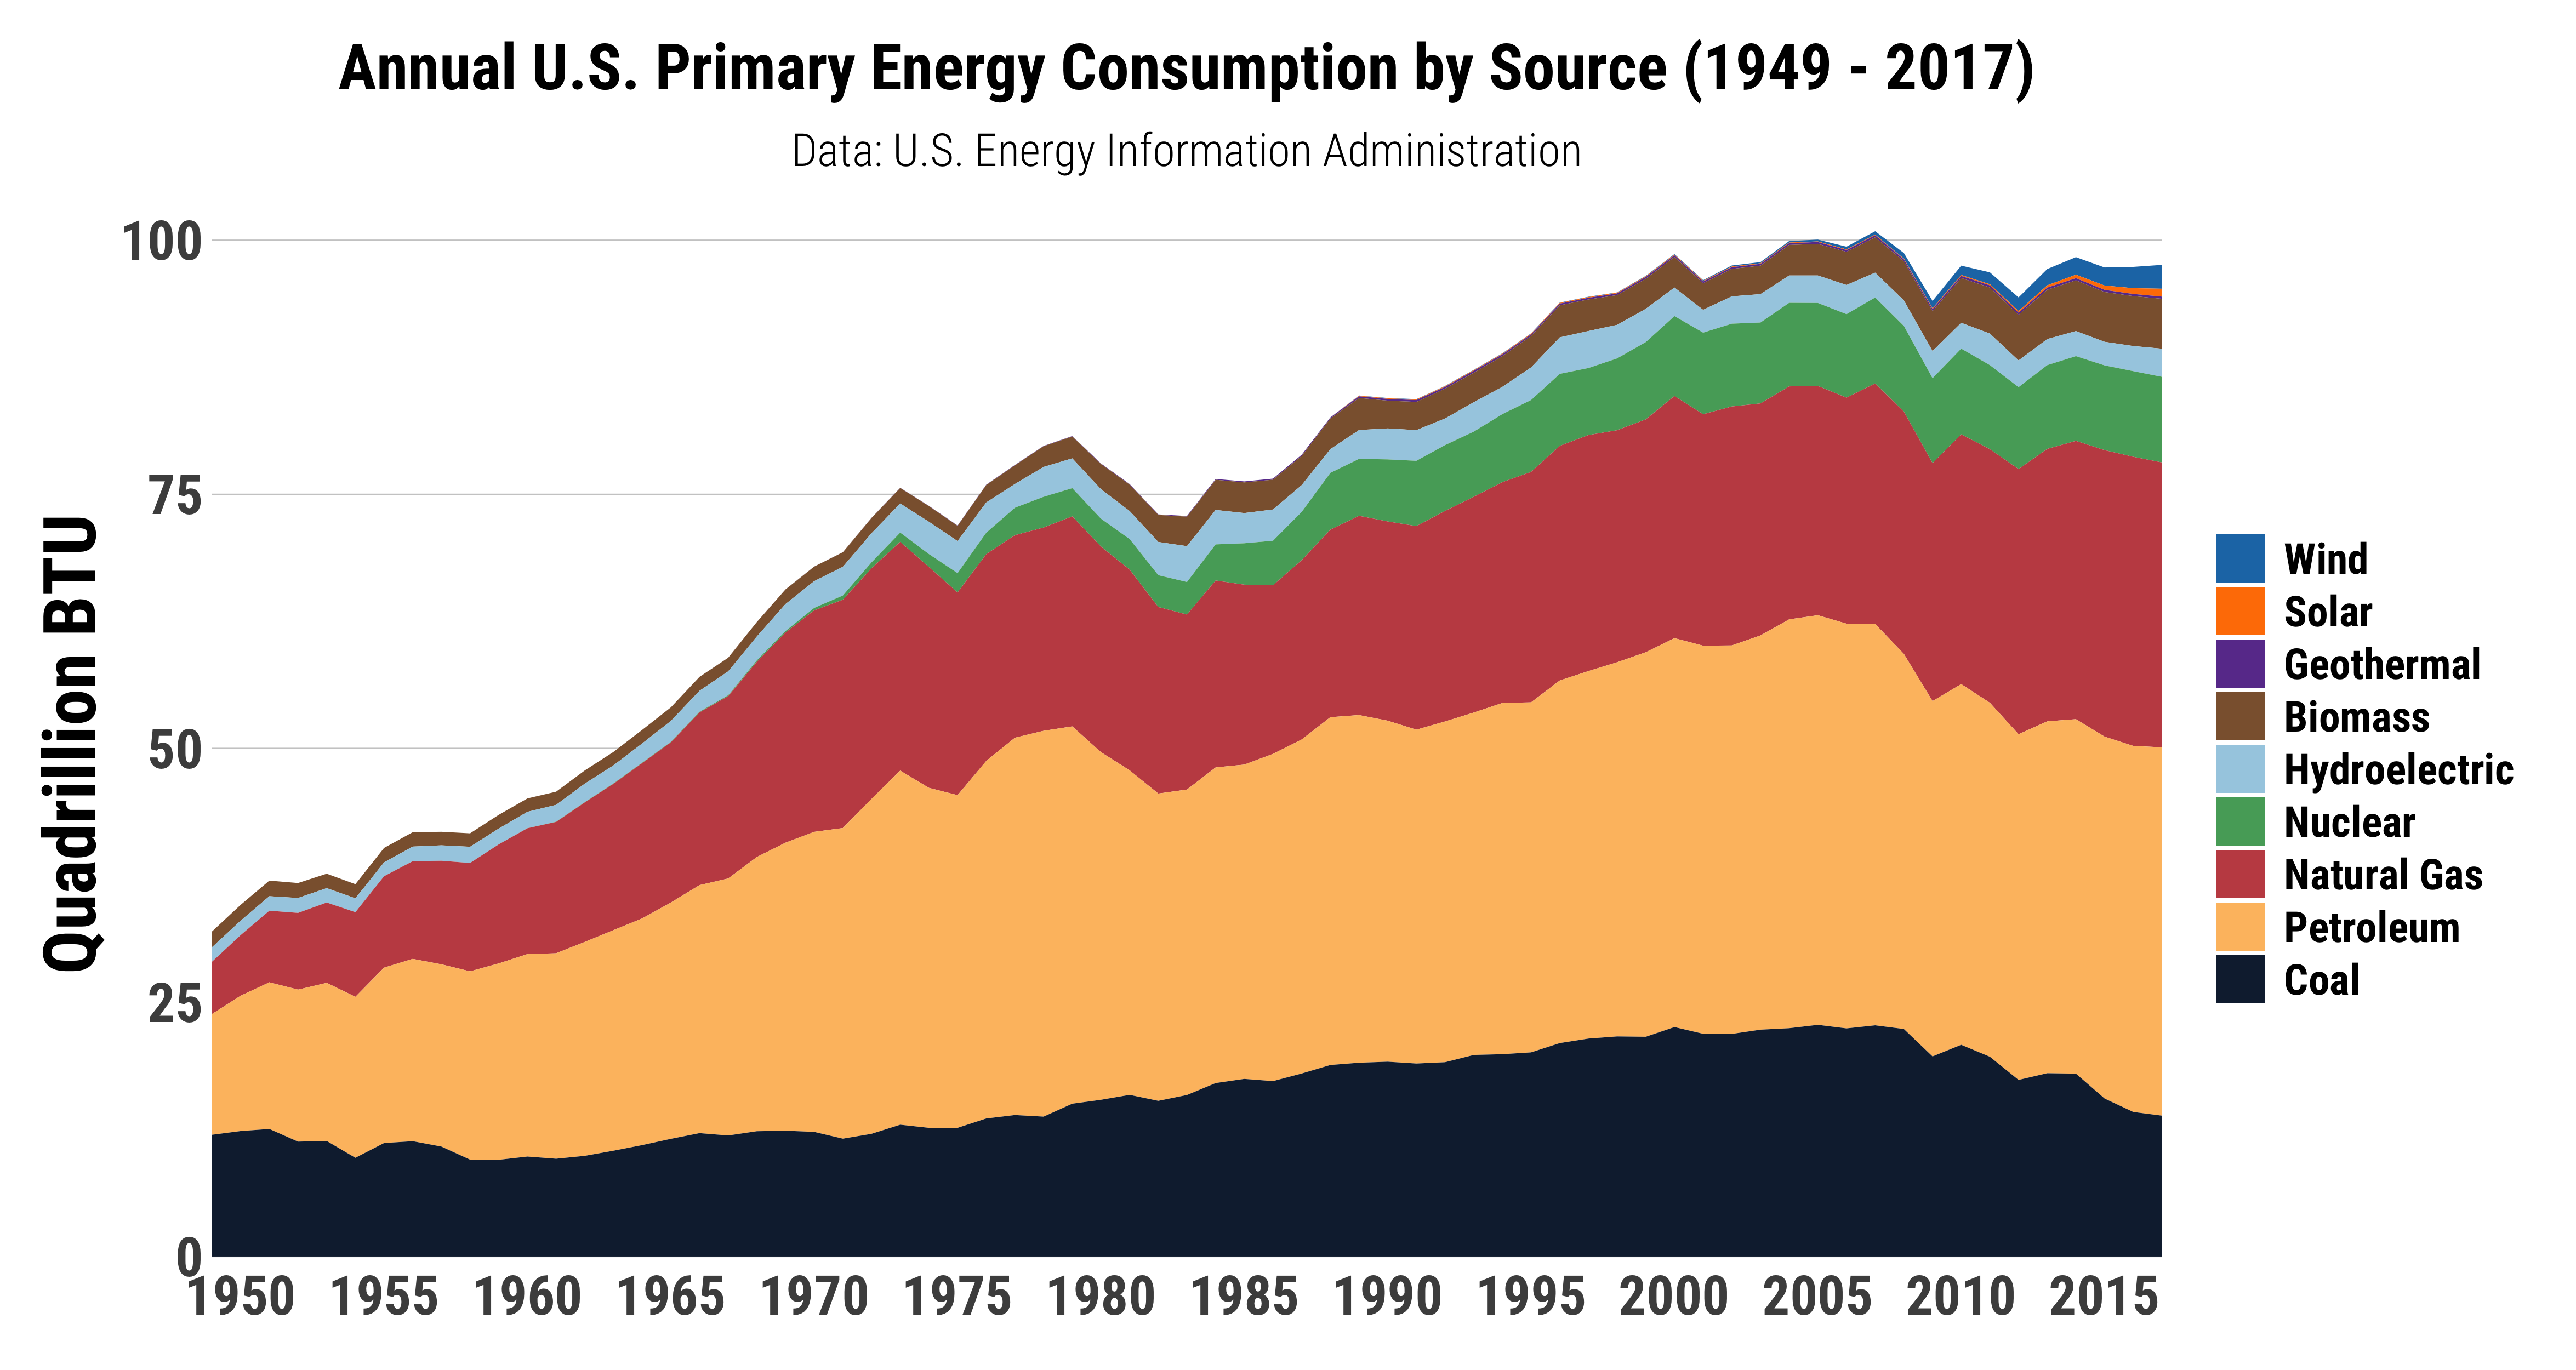 Annual U.S. Primary Energy Consumption by Source (1949 - 2017)
Data: U.S. Energy Information Administration
Quadrillion BTU
100
75
50
25
0
1950 1955 1960 1965 1970 1975 1980 1985 1990 1995 2000 2005 2010 2015
Wind
Solar
Geothermal
Biomass
Hydroelectric
Nuclear
Natural Gas
Petroleum
Coal